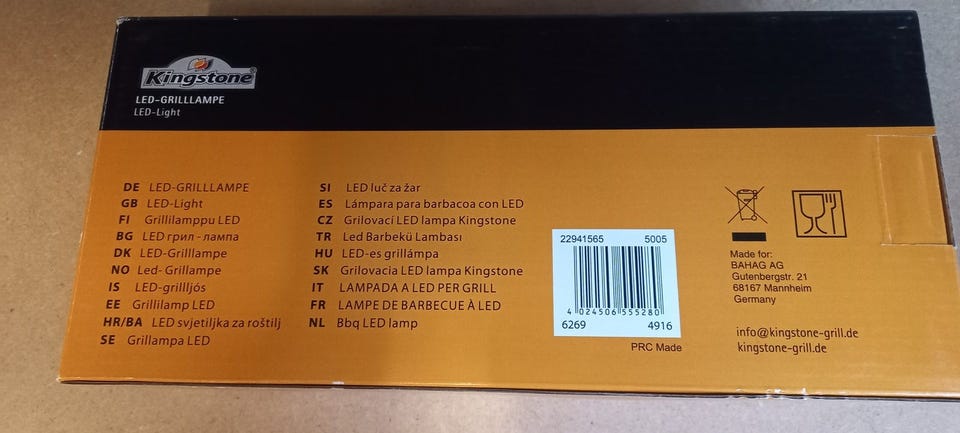 Kingstone®
LED-GRILLLAMPE
LED-Light
DE LED-GRILLLAMPE
GB LED-Light
FI Grillilamppu LED
BG LED грил - лампа
DK LED-Grilllampe
NO Led- Grillampe
IS LED-grillljós
EE Grillilamp LED
HR/BA LED svjetiljka za roštilj
SE Grillampa LED
SI LED luč za žar
ES Lámpara para barbacoa con LED
CZ Grilovací LED lampa Kingstone
TR Led Barbekü Lambası
HU LED-es grillámpa
SK Grilovacia LED lampa Kingstone
IT LAMPADA A LED PER GRILL
FR LAMPE DE BARBECUE À LED
NL Bbq LED lamp
22941565 5005
4 024506 555280
6269 4916
PRC Made
Made for:
BAHAG AG
Gutenbergstr. 21
68167 Mannheim
Germany
info@kingstone-grill.de
kingstone-grill.de